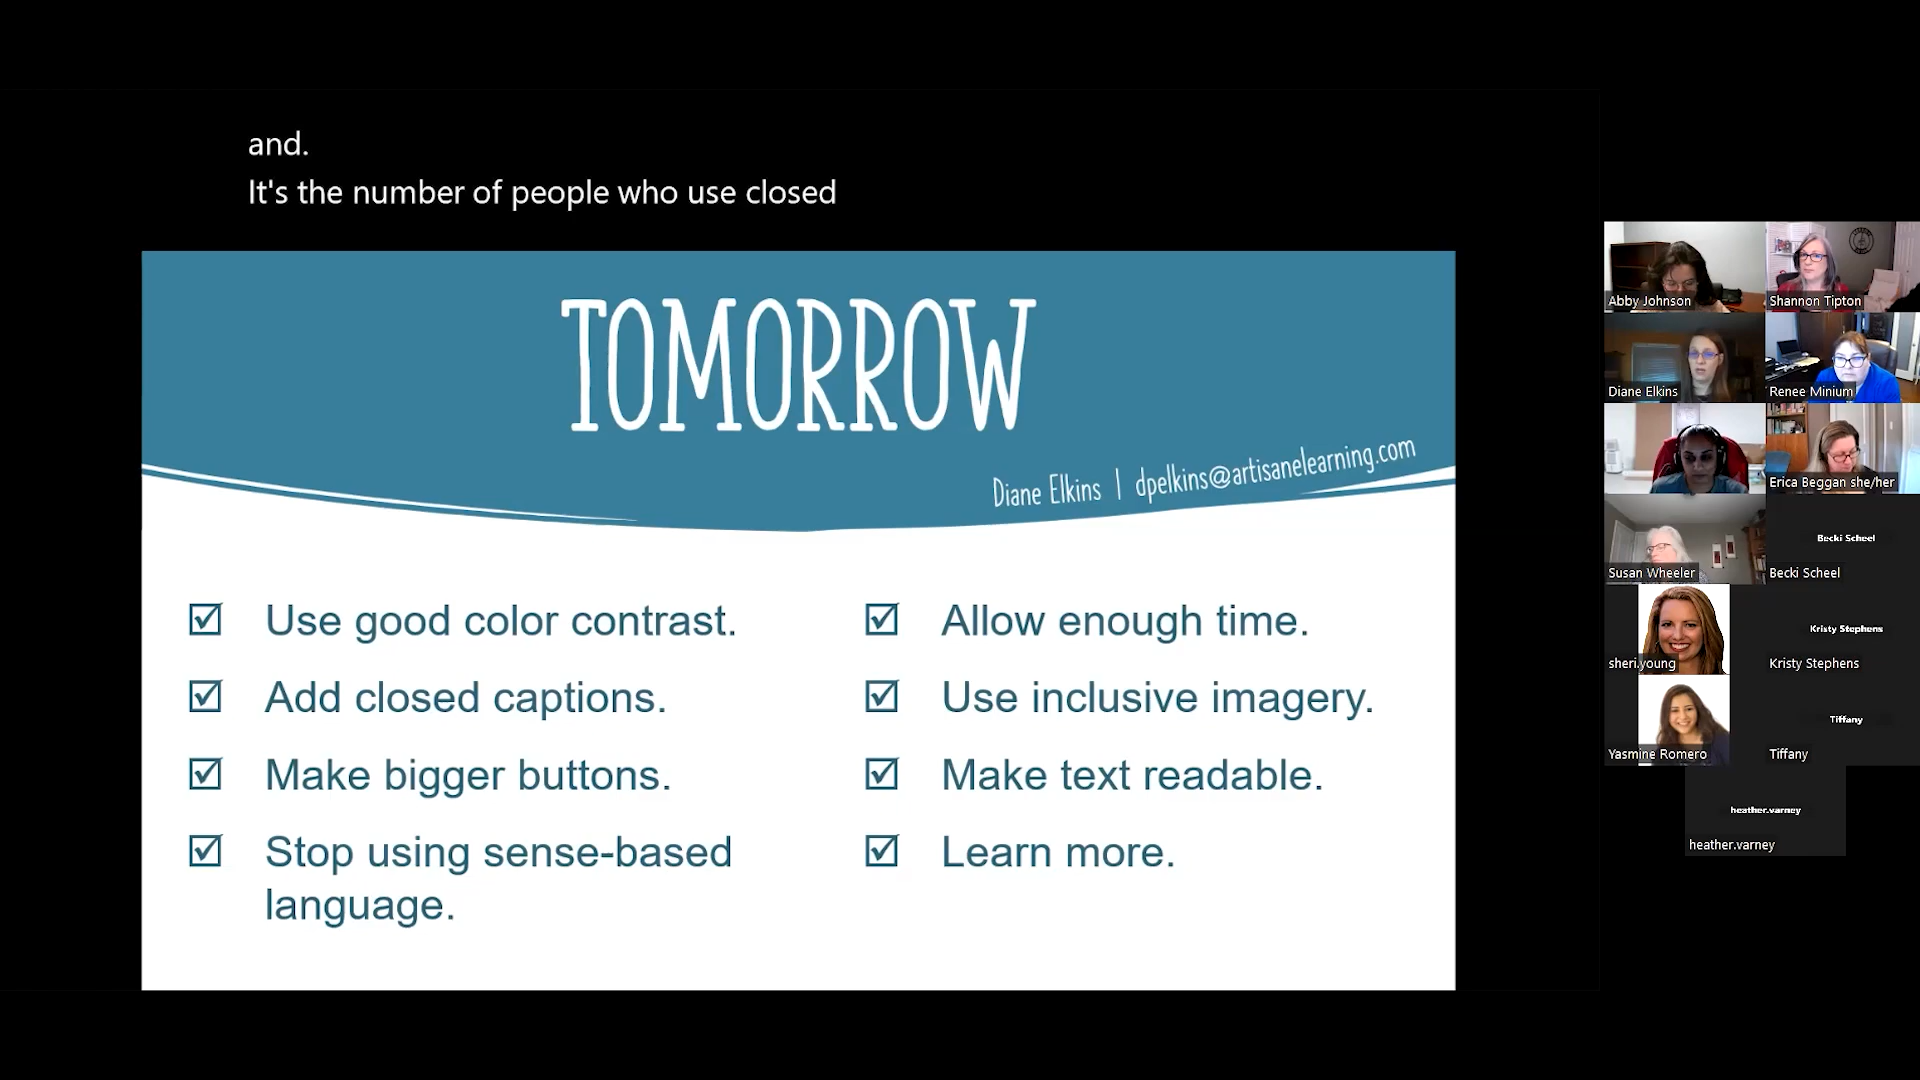 and.
It's the number of people who use closed
TOMORROW
Diane Elkins | dpelkins@artisanelearning.com
Use good color contrast.
Add closed captions.
Make bigger buttons.
Stop using sense-based
language.
Allow enough time.
Use inclusive imagery.
Make text readable.
Learn more.
Abby Johnson
Shannon Tipton
Diane Elkins
Renee Minium
Erica Beggan she/her
Susan Wheeler
Becki Scheel
Becki Scheel
sheri.young
Kristy Stephens
Kristy Stephens
Yasmine Romero
Tiffany
Tiffany
heather.varney
heather.varney